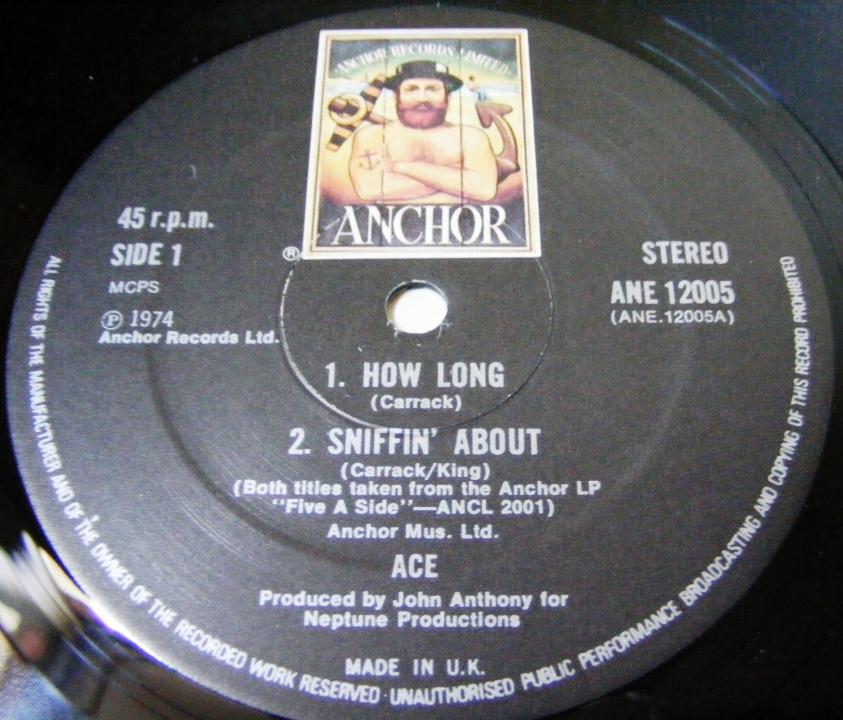 ANCHOR RECORDS LIMITED
ANCHOR
®
45 r.p.m.
SIDE 1
MCPS
Ⓟ 1974
Anchor Records Ltd.
STEREO
ANE 12005
(ANE.12005A)
1. HOW LONG
(Carrack)
2. SNIFFIN' ABOUT
(Carrack/King)
(Both titles taken from the Anchor LP
"Five A Side"—ANCL 2001)
Anchor Mus. Ltd.
ACE
Produced by John Anthony for
Neptune Productions
MADE IN U.K.
ALL RIGHTS OF THE MANUFACTURER AND OF THE OWNER OF THE RECORDED WORK RESERVED · UNAUTHORISED PUBLIC PERFORMANCE BROADCASTING AND COPYING OF THIS RECORD PROHIBITED